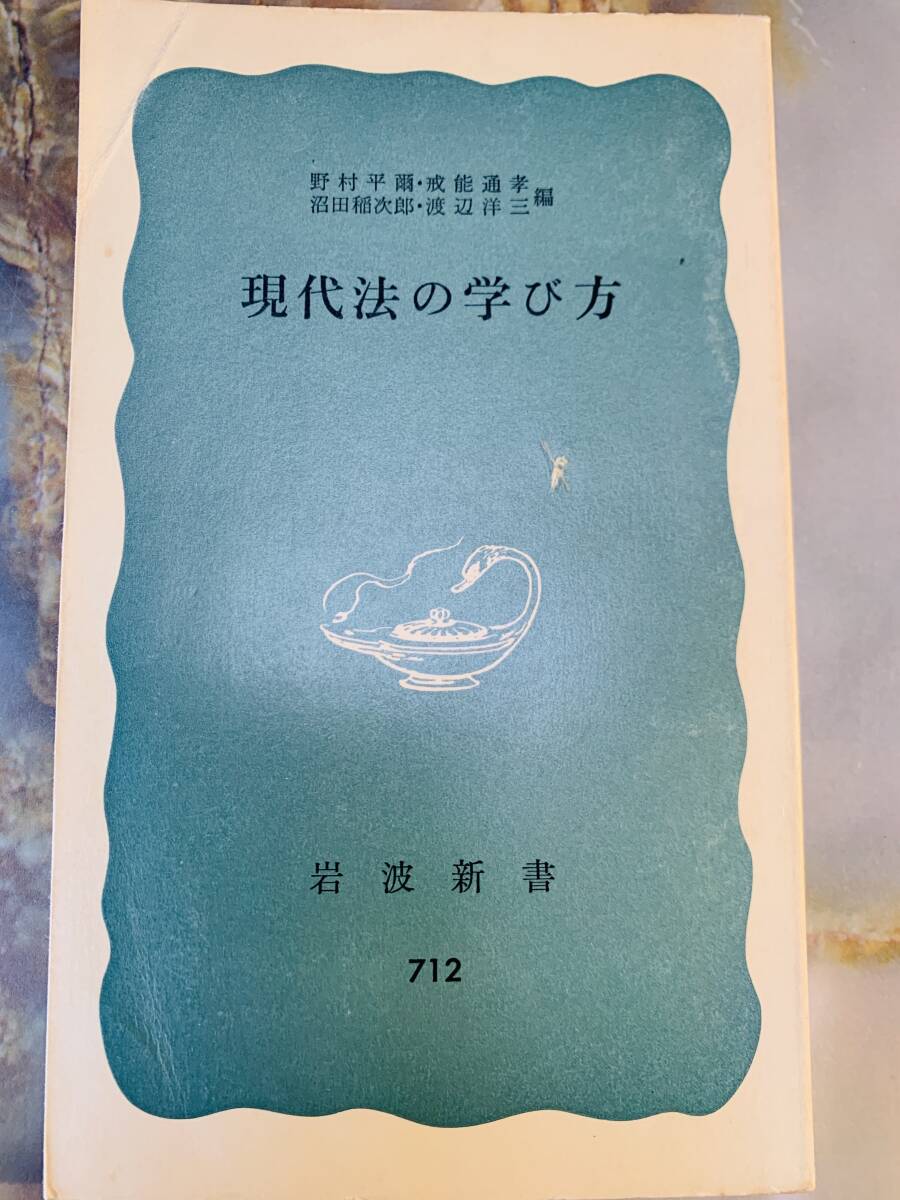 野村平爾・戒能通孝
沼田稲次郎・渡辺洋三 編
現代法の学び方
岩波新書
712